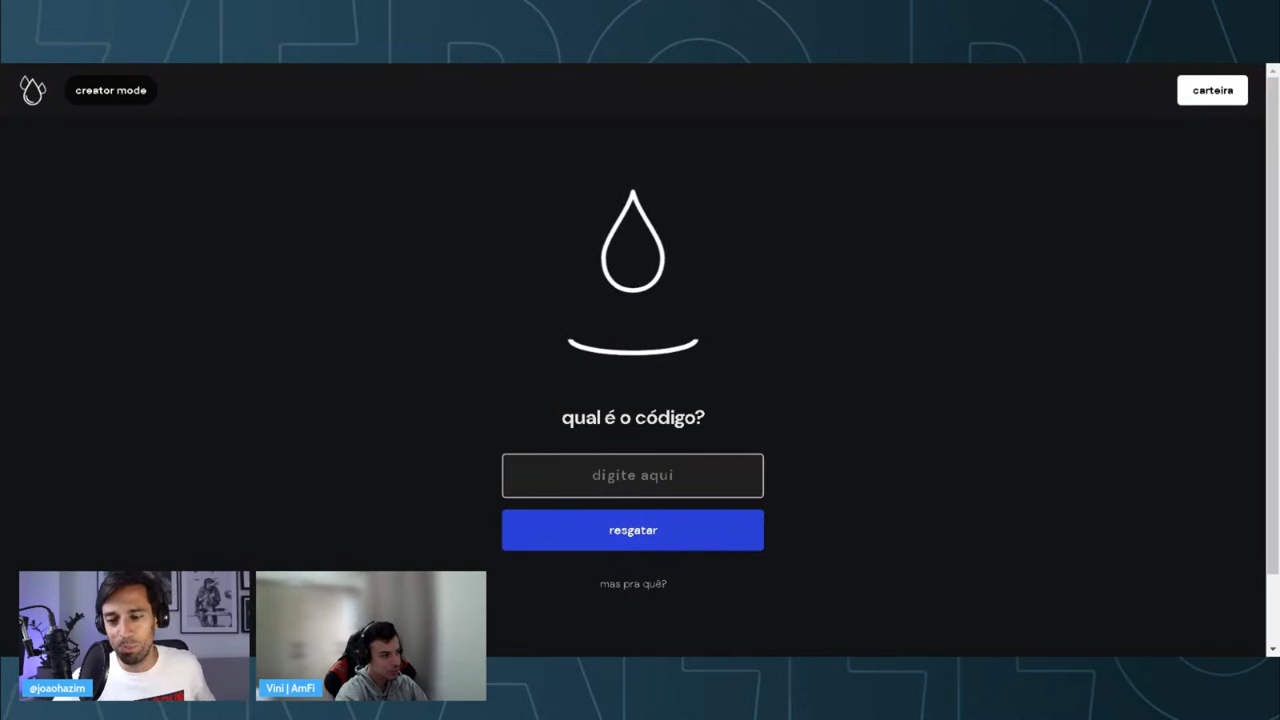 creator mode
carteira
qual é o código?
digite aqui
resgatar
mas pra quê?
@joaohazim
Vini | AmFi